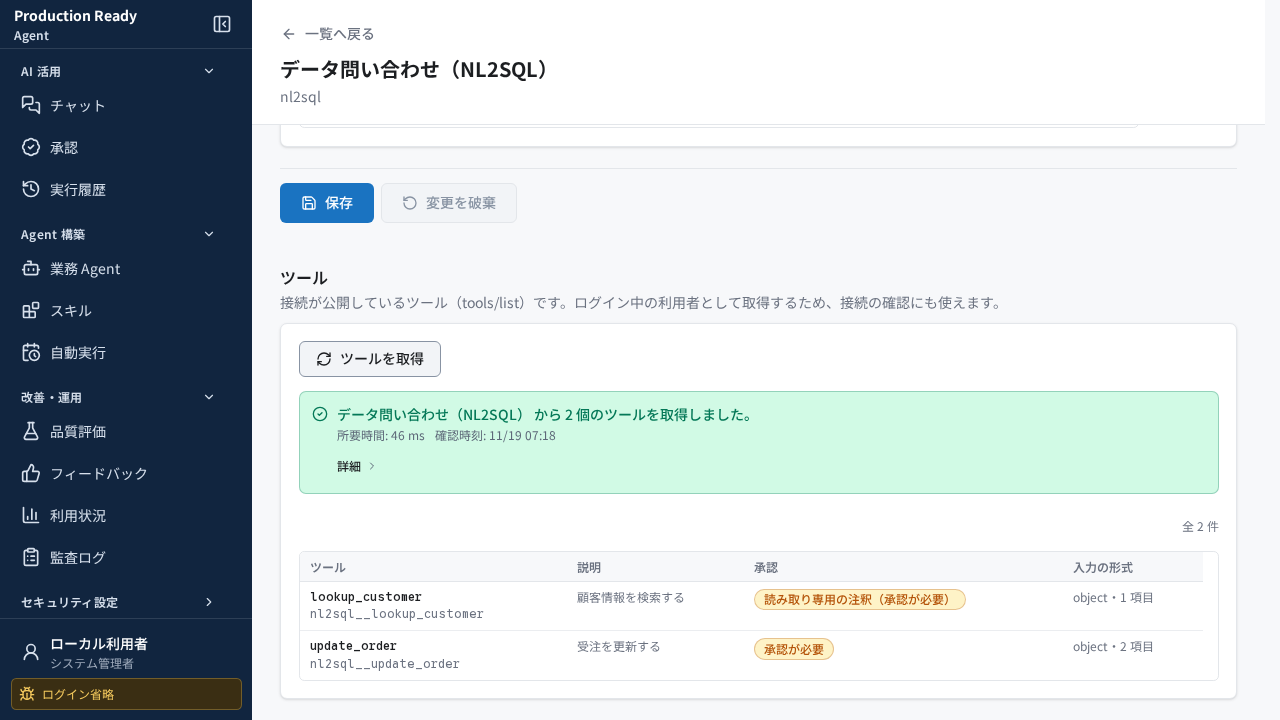 Production Ready
Agent
AI 活用
チャット
承認
実行履歴
Agent 構築
業務 Agent
スキル
自動実行
改善・運用
品質評価
フィードバック
利用状況
監査ログ
セキュリティ設定
ローカル利用者
システム管理者
ログイン省略
一覧へ戻る
データ問い合わせ（NL2SQL）
nl2sql
保存
変更を破棄
ツール
接続が公開しているツール（tools/list）です。ログイン中の利用者として取得するため、接続の確認にも使えます。
ツールを取得
データ問い合わせ（NL2SQL） から 2 個のツールを取得しました。
所要時間: 46 ms 確認時刻: 11/19 07:18
詳細
全 2 件
ツール 説明 承認 入力の形式
lookup_customer 顧客情報を検索する 読み取り専用の注釈（承認が必要） object・1 項目
nl2sql__lookup_customer
update_order 受注を更新する 承認が必要 object・2 項目
nl2sql__update_order